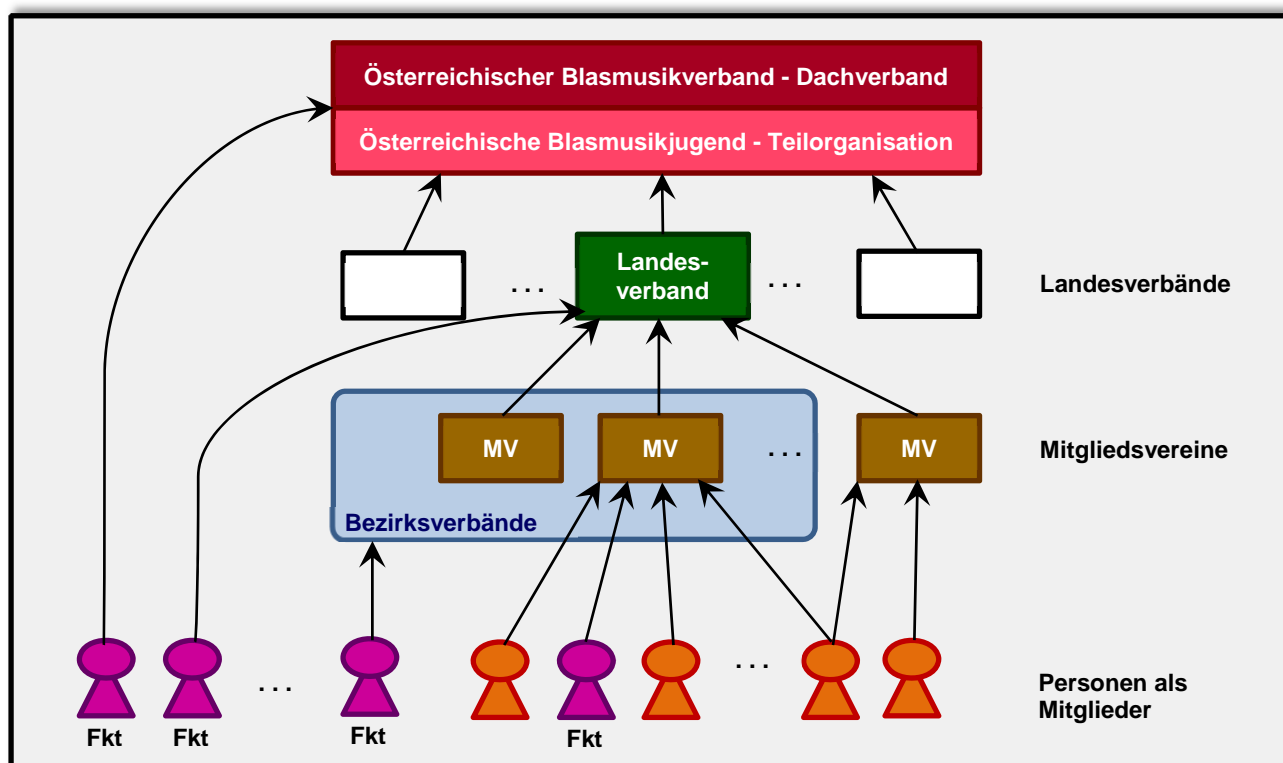 Österreichischer Blasmusikverband - Dachverband
Österreichische Blasmusikjugend - Teilorganisation
Landes-
verband
. . .
. . .
Landesverbände
MV
MV
. . .
MV
Mitgliedsvereine
Bezirksverbände
. . .
. . .
Personen als
Mitglieder
Fkt
Fkt
Fkt
Fkt